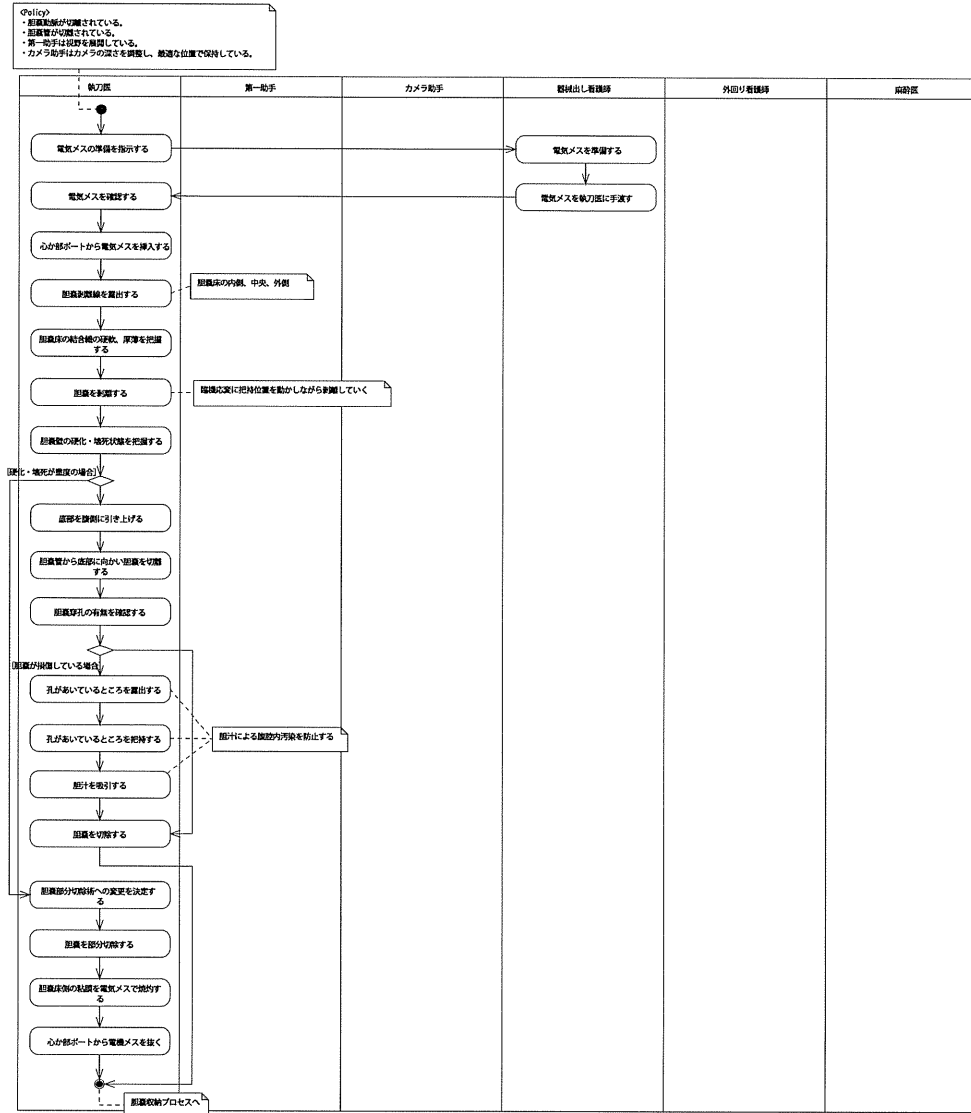 <Policy>
・胆嚢動脈が切離されている。
・胆嚢管が切離されている。
・第一助手は視野を展開している。
・カメラ助手はカメラの深さを調整し、最適な位置で保持している。
執刀医
第一助手
カメラ助手
器械出し看護師
外回り看護師
麻酔医
電気メスの準備を指示する
電気メスを準備する
電気メスを確認する
電気メスを執刀医に手渡す
心か部ポートから電気メスを挿入する
胆嚢剥離線を露出する
胆嚢床の内側、中央、外側
胆嚢床の結合織の硬軟、厚薄を把握
する
胆嚢を剥離する
臨機応変に把持位置を動かしながら剥離していく
胆嚢壁の硬化・壊死状態を把握する
[硬化・壊死が重度の場合]
底部を腹側に引き上げる
胆嚢管から底部に向かい胆嚢を切離
する
胆嚢穿孔の有無を確認する
[胆嚢が損傷している場合]
孔があいているところを露出する
孔があいているところを把持する
胆汁による腹腔内汚染を防止する
胆汁を吸引する
胆嚢を切除する
胆嚢部分切除術への変更を決定す
る
胆嚢を部分切除する
胆嚢床側の粘膜を電気メスで焼灼す
る
心か部ポートから電機メスを抜く
胆嚢収納プロセスへ